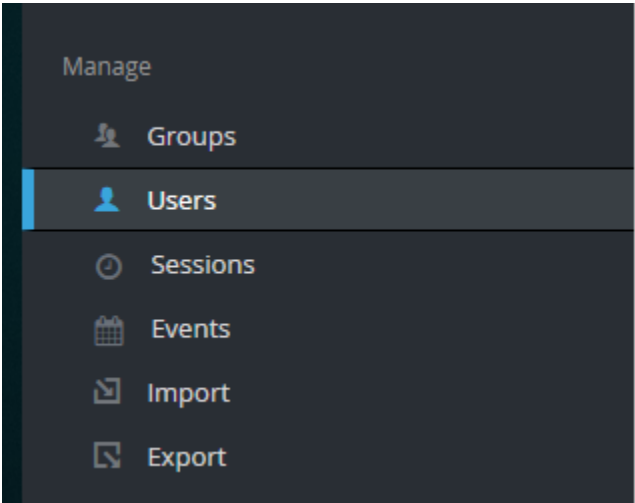 Manage
Groups
Users
Sessions
Events
Import
Export